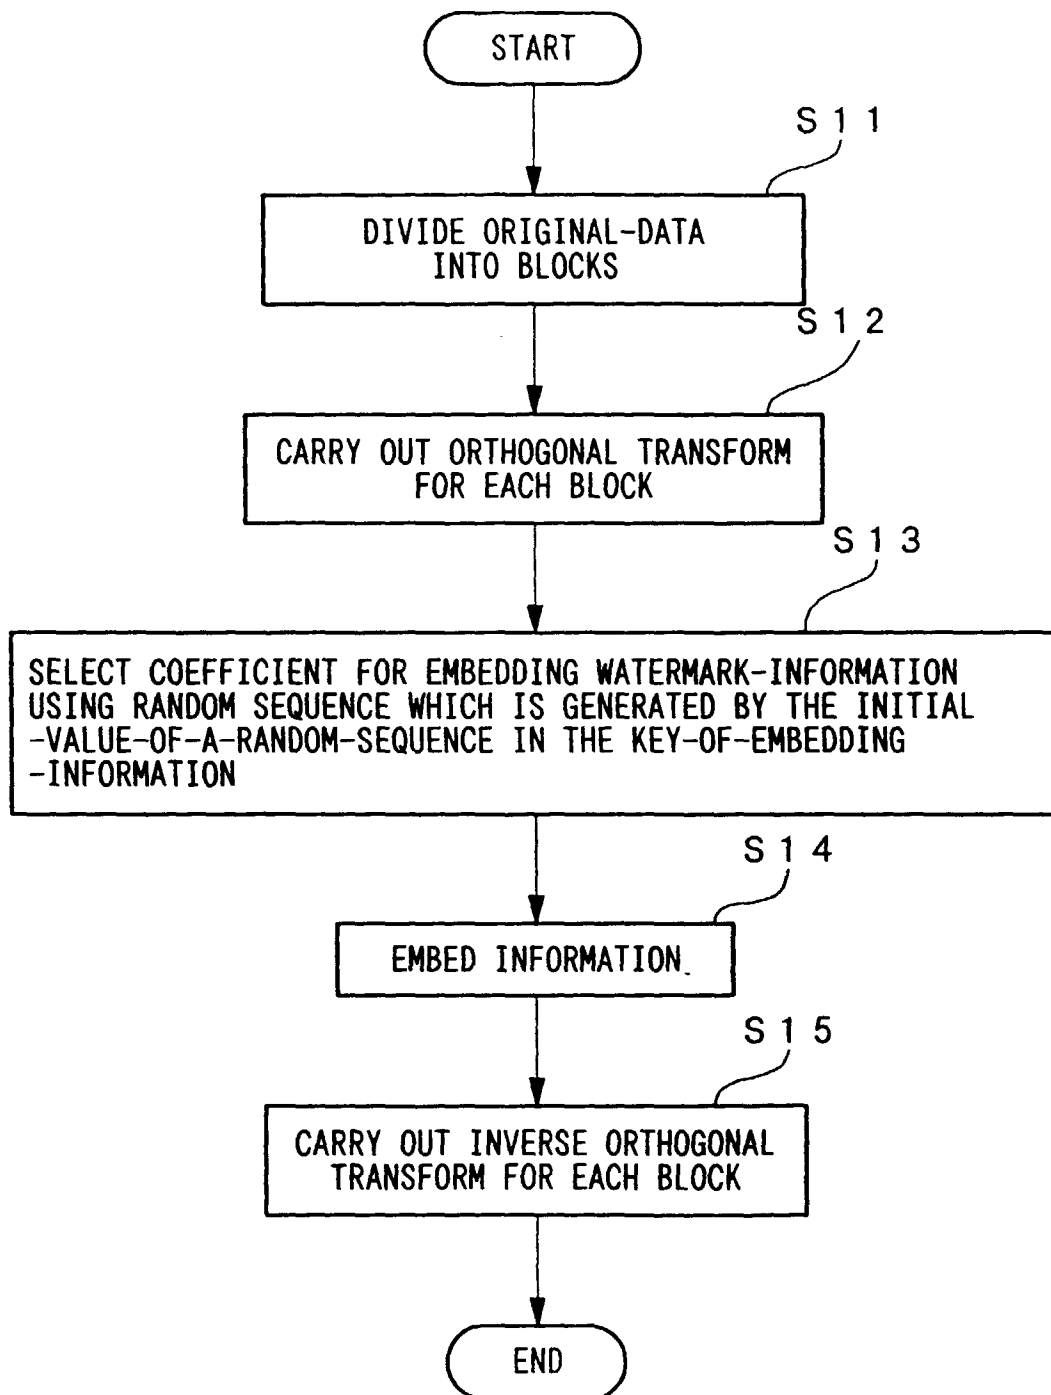 START
S11
DIVIDE ORIGINAL-DATA
INTO BLOCKS
S12
CARRY OUT ORTHOGONAL TRANSFORM
FOR EACH BLOCK
S13
SELECT COEFFICIENT FOR EMBEDDING WATERMARK-INFORMATION
USING RANDOM SEQUENCE WHICH IS GENERATED BY THE INITIAL
-VALUE-OF-A-RANDOM-SEQUENCE IN THE KEY-OF-EMBEDDING
-INFORMATION
S14
EMBED INFORMATION
S15
CARRY OUT INVERSE ORTHOGONAL
TRANSFORM FOR EACH BLOCK
END